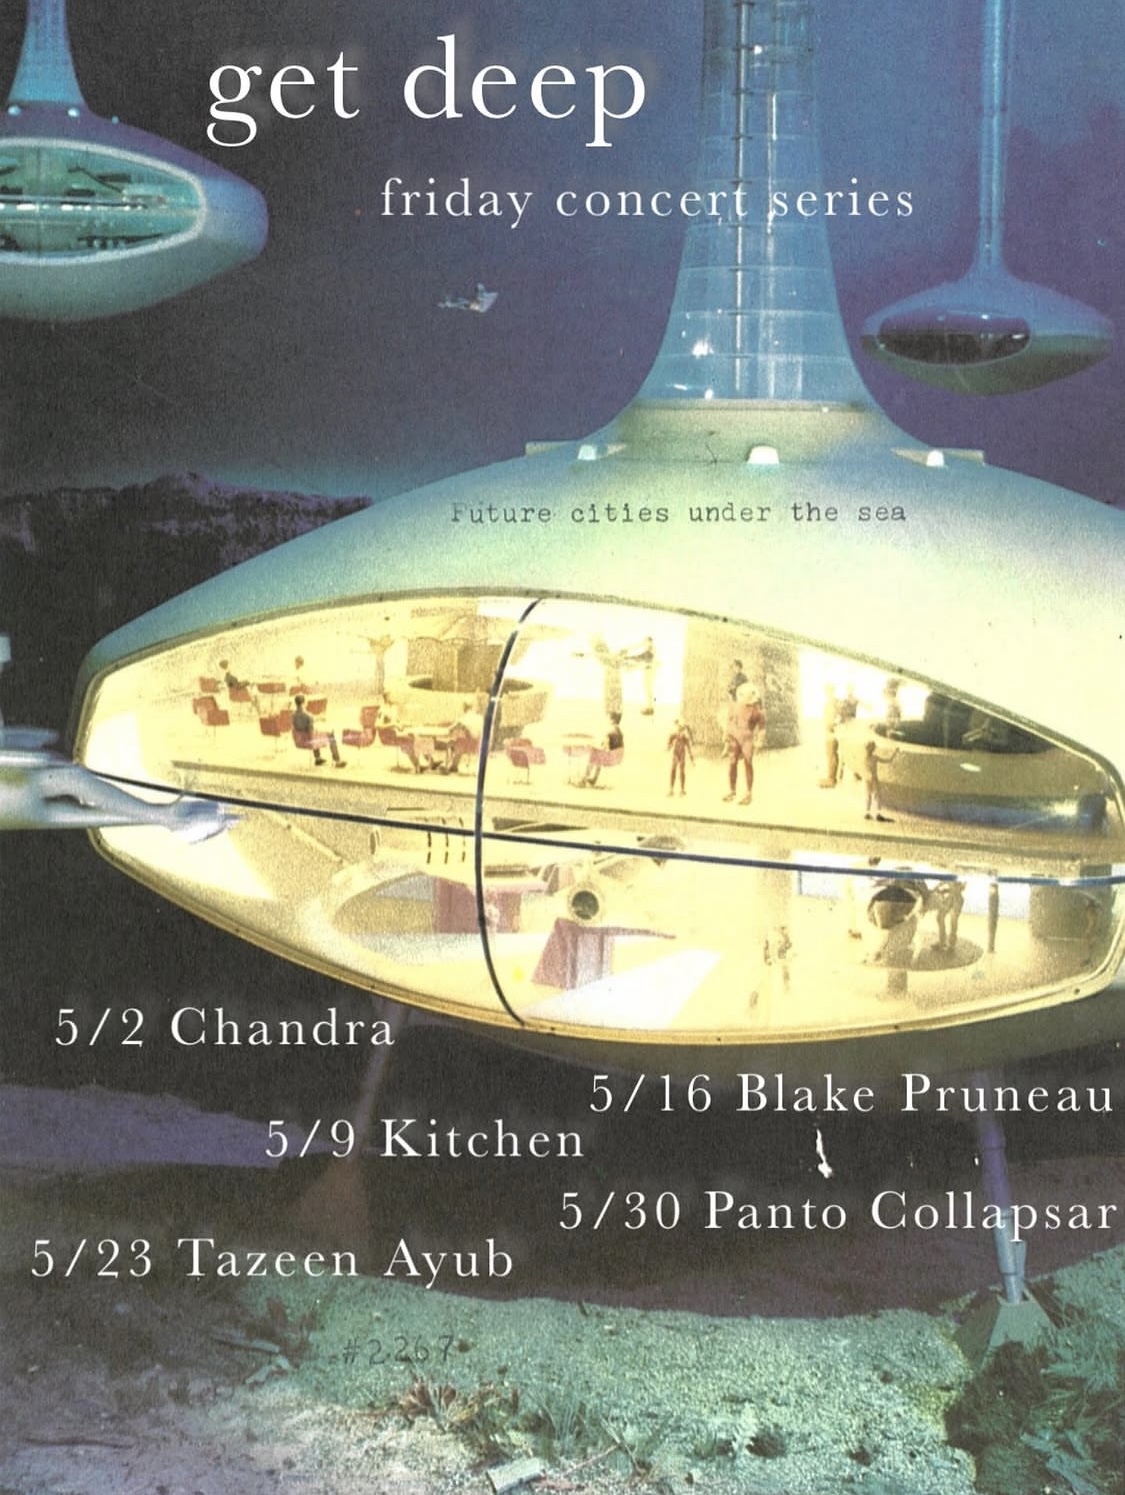 get deep
friday concert series
Future cities under the sea
5/2 Chandra
5/16 Blake Pruneau
5/9 Kitchen
5/30 Panto Collapsar
5/23 Tazeen Ayub
#2267